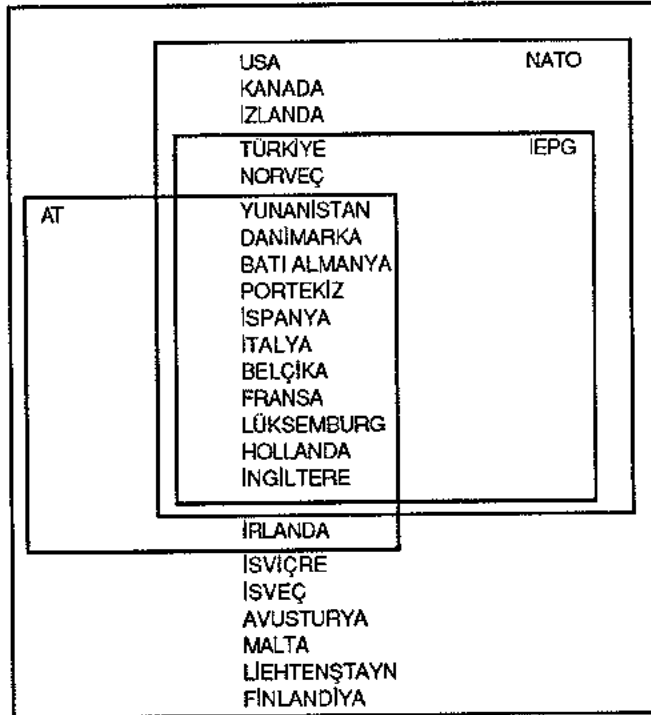 USA NATO
KANADA
İZLANDA
TÜRKİYE IEPG
NORVEÇ
AT YUNANİSTAN
DANİMARKA
BATI ALMANYA
PORTEKİZ
İSPANYA
İTALYA
BELÇİKA
FRANSA
LÜKSEMBURG
HOLLANDA
İNGİLTERE
İRLANDA
İSVİÇRE
İSVEÇ
AVUSTURYA
MALTA
LİEHTENŞTAYN
FİNLANDİYA